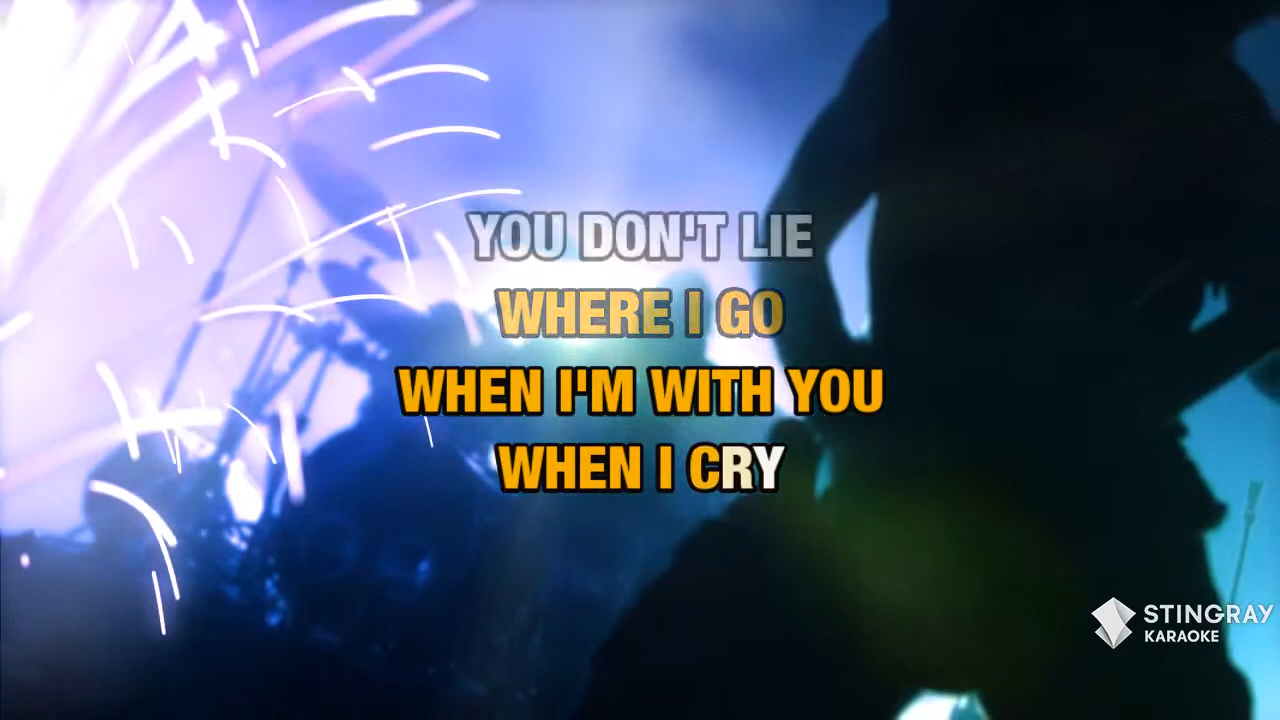 YOU DON'T LIE
WHERE I GO
WHEN I'M WITH YOU
WHEN I CRY
STINGRAY
KARAOKE